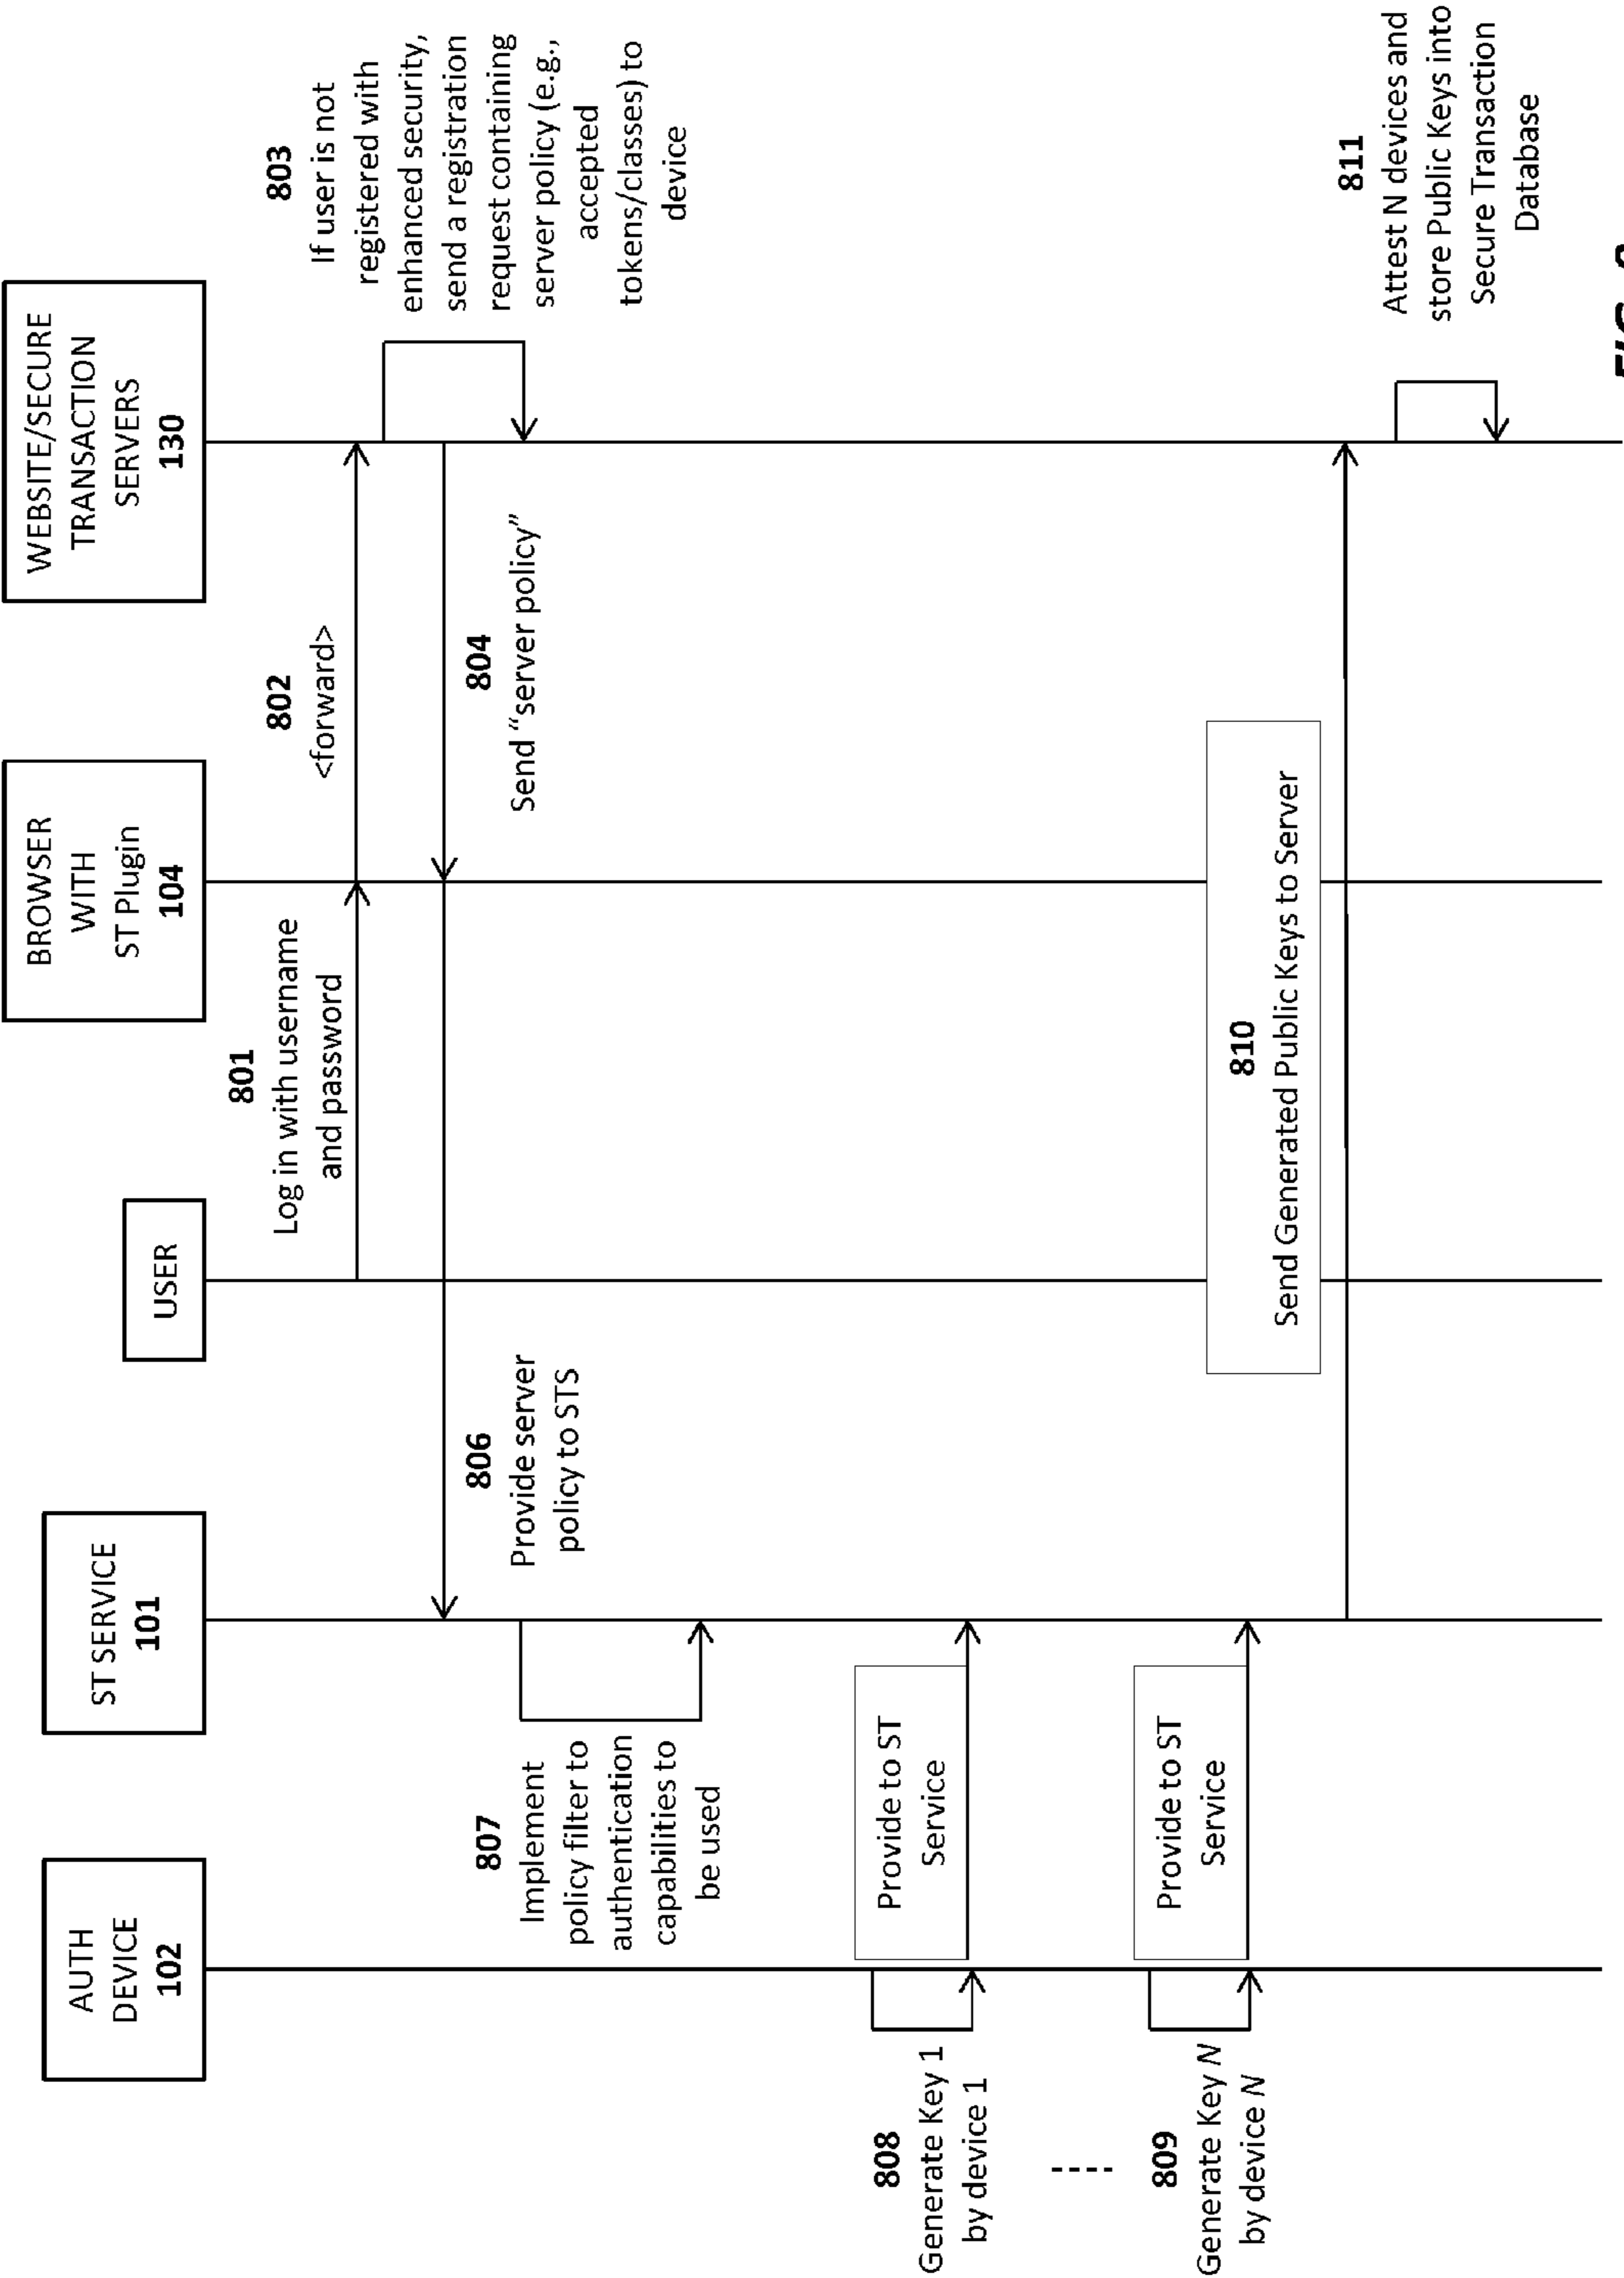 AUTH
DEVICE
102
ST SERVICE
101
USER
BROWSER
WITH
ST Plugin
104
WEBSITE/SECURE
TRANSACTION
SERVERS
130
801
Log in with username
and password
802
<forward>
803
If user is not
registered with
enhanced security,
send a registration
request containing
server policy (e.g.,
accepted
tokens/classes) to
device
804
Send “server policy”
806
Provide server
policy to STS
807
Implement
policy filter to
authentication
capabilities to
be used
808
Generate Key 1
by device 1
Provide to ST
Service
809
Generate Key N
by device N
Provide to ST
Service
810
Send Generated Public Keys to Server
811
Attest N devices and
store Public Keys into
Secure Transaction
Database
FIG.